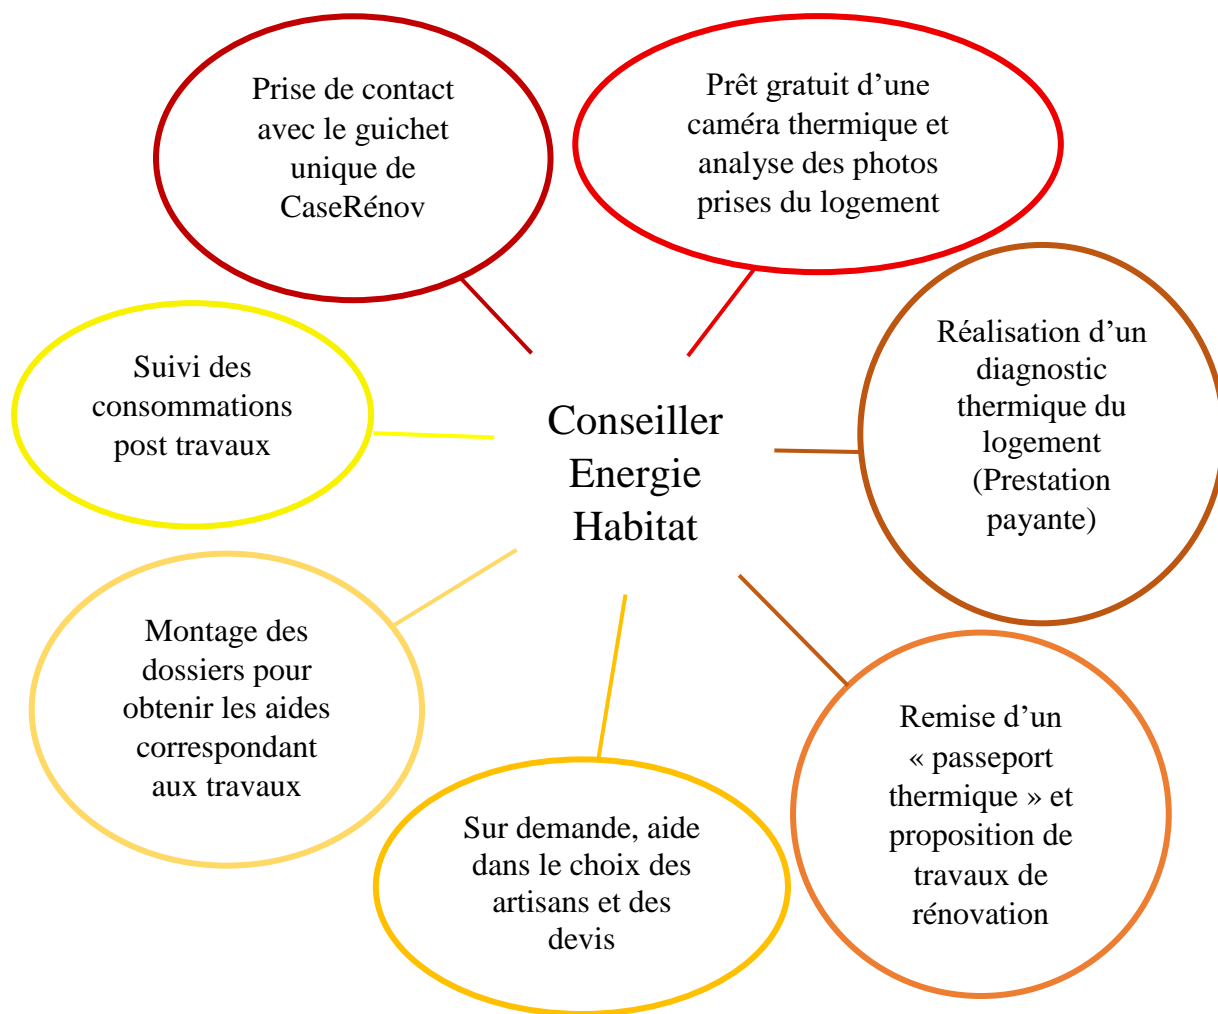 Prise de contact
avec le guichet
unique de
CaseRénov
Prêt gratuit d’une
caméra thermique et
analyse des photos
prises du logement
Réalisation d’un
diagnostic
thermique du
logement
(Prestation
payante)
Remise d’un
« passeport
thermique » et
proposition de
travaux de
rénovation
Sur demande, aide
dans le choix des
artisans et des
devis
Montage des
dossiers pour
obtenir les aides
correspondant
aux travaux
Suivi des
consommations
post travaux
Conseiller
Energie
Habitat